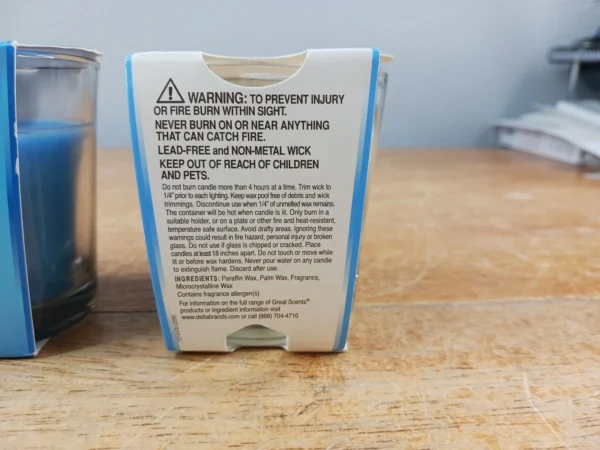 WARNING: TO PREVENT INJURY
OR FIRE BURN WITHIN SIGHT.
NEVER BURN ON OR NEAR ANYTHING
THAT CAN CATCH FIRE.
LEAD-FREE and NON-METAL WICK
KEEP OUT OF REACH OF CHILDREN
AND PETS.
Do not burn candle more than 4 hours at a time. Trim wick to
1/4" prior to each lighting. Keep wax pool free of debris and wick
trimmings. Discontinue use when 1/4" of unmelted wax remains.
The container will be hot when candle is lit. Only burn in a
suitable holder, or on a plate or other fire and heat-resistant,
temperature safe surface. Avoid drafty areas. Ignoring these
warnings could result in fire hazard, personal injury or broken
glass. Do not use if glass is chipped or cracked. Place
candles at least 18 inches apart. Do not touch or move while
lit or before wax hardens. Never pour water on any candle
to extinguish flame. Discard after use.
INGREDIENTS: Paraffin Wax, Palm Wax, Fragrance,
Microcrystalline Wax
Contains fragrance allergen(s)
For information on the full range of Great Scents®
products or ingredient information visit
www.deltabrands.com or call (888) 704-4710